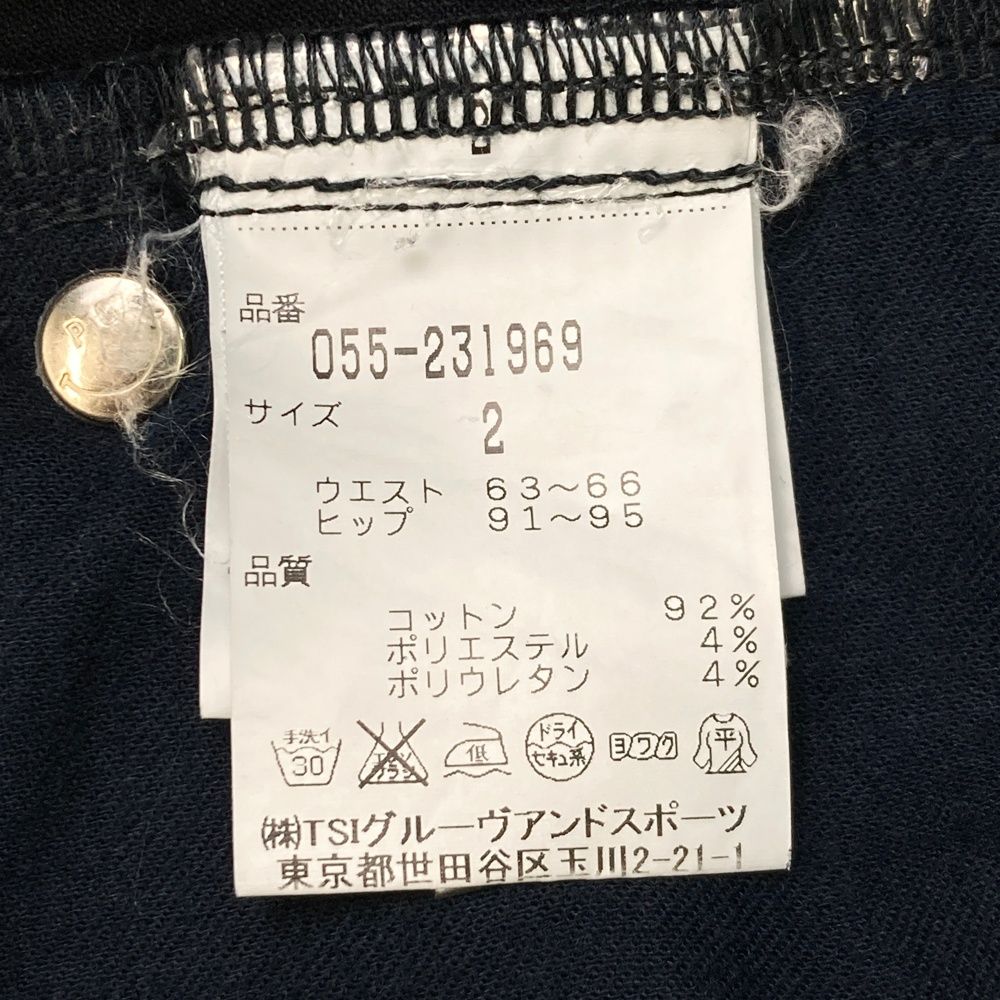 品番
055-231969
サイズ
2
ウエスト 63～66
ヒップ 91～95
品質
コットン 92%
ポリエステル 4%
ポリウレタン 4%
手洗イ 30
低
ドライ
セキユ系
ヨワク
平
㈱TSIグルーヴアンドスポーツ
東京都世田谷区玉川2-21-1